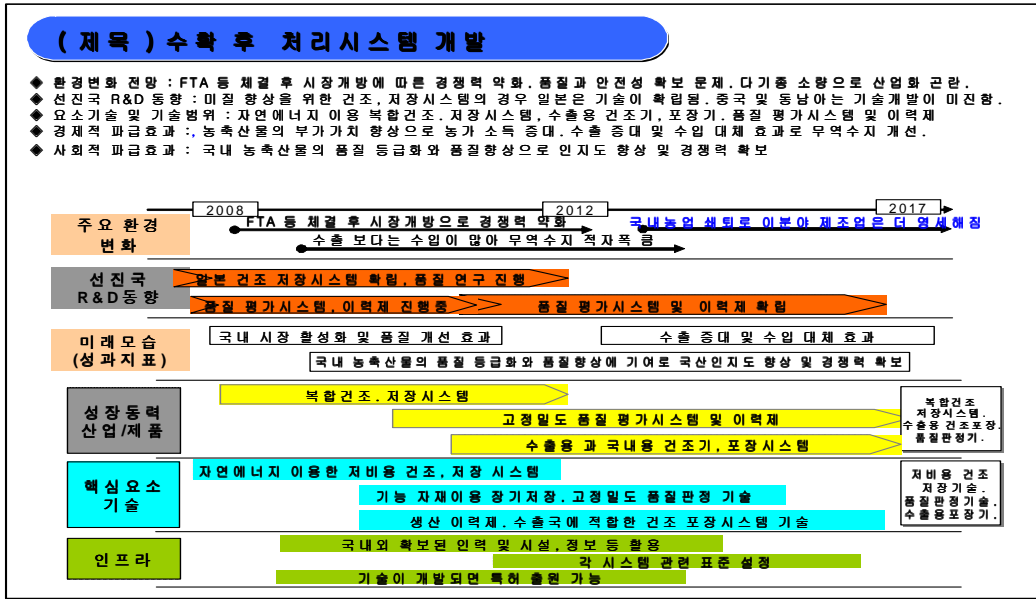 ( 제목 ) 수확 후 처리시스템 개발
◆ 환경변화 전망 : FTA 등 체결 후 시장개방에 따른 경쟁력 약화. 품질과 안전성 확보 문제. 다기종 소량으로 산업화 곤란.
◆ 선진국 R&D 동향 : 미질 향상을 위한 건조, 저장시스템의 경우 일본은 기술이 확립됨. 중국 및 동남아는 기술개발이 미진함.
◆ 요소기술 및 기술범위 : 자연에너지 이용 복합건조. 저장시스템, 수출용 건조기, 포장기. 품질 평가시스템 및 이력제
◆ 경제적 파급효과 :, 농축산물의 부가가치 향상으로 농가 소득 증대. 수출 증대 및 수입 대체 효과로 무역수지 개선.
◆ 사회적 파급효과 : 국내 농축산물의 품질 등급화와 품질향상으로 인지도 향상 및 경쟁력 확보
2008
2012
2017
주요 환경
변화
FTA 등 체결 후 시장개방으로 경쟁력 약화
국내농업 쇄퇴로 이분야 제조업은 더 영세해짐
수출 보다는 수입이 많아 무역수지 적자폭 큼
선진국
R&D동향
일본 건조 저장시스템 확립, 품질 연구 진행
품질 평가시스템, 이력제 진행중
품질 평가시스템 및 이력제 확립
미래모습
(성과지표)
국내 시장 활성화 및 품질 개선 효과
수출 증대 및 수입 대체 효과
국내 농축산물의 품질 등급화와 품질향상에 기여로 국산인지도 향상 및 경쟁력 확보
성장동력
산업/제품
복합건조. 저장시스템
고정밀도 품질 평가시스템 및 이력제
수출용 과 국내용 건조기, 포장시스템
복합건조
저장시스템.
수출용 건조포장.
품질판정기.
핵심요소
기술
자연에너지 이용한 저비용 건조, 저장 시스템
기능 자재이용 장기저장. 고정밀도 품질판정 기술
생산 이력제. 수출국에 적합한 건조 포장시스템 기술
저비용 건조
저장기술.
품질판정기술.
수출용포장기.
인프라
국내외 확보된 인력 및 시설, 정보 등 활용
각 시스템 관련 표준 설정
기술이 개발되면 특허 출원 가능